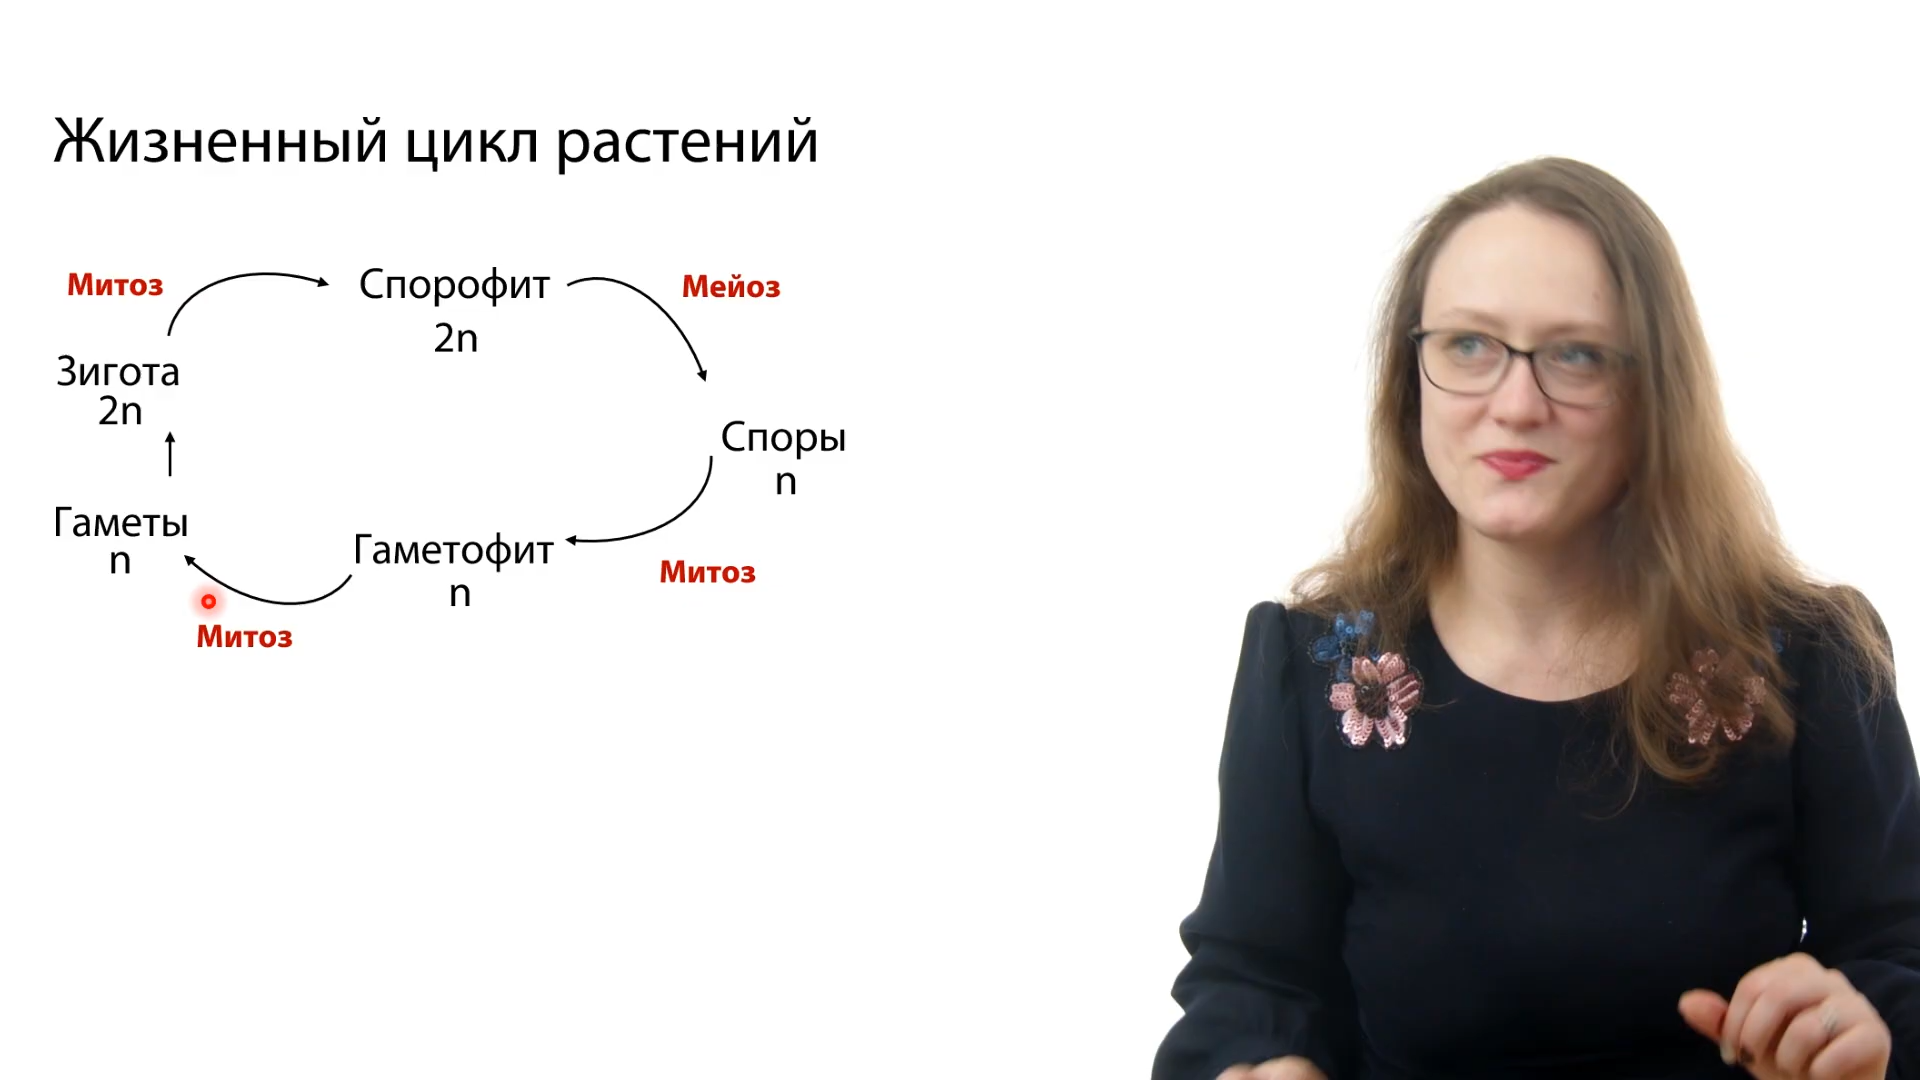 Жизненный цикл растений
Митоз
Спорофит
2n
Мейоз
Зигота
2n
Споры
n
Гаметы
n
Гаметофит
n
Митоз
Митоз